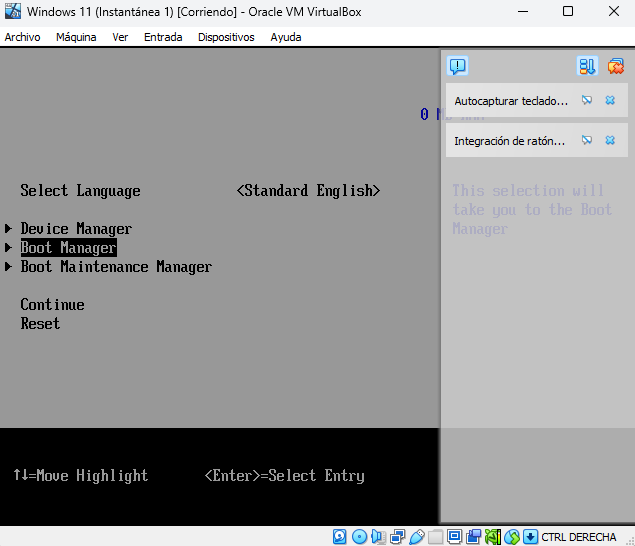 Windows 11 (Instantánea 1) [Corriendo] - Oracle VM VirtualBox
Archivo Máquina Ver Entrada Dispositivos Ayuda
Autocapturar teclado...
0 M
Integración de ratón...
Select Language <Standard English>
This selection will
take you to the Boot
Manager
Device Manager
Boot Manager
Boot Maintenance Manager
Continue
Reset
↑↓=Move Highlight <Enter>=Select Entry
CTRL DERECHA